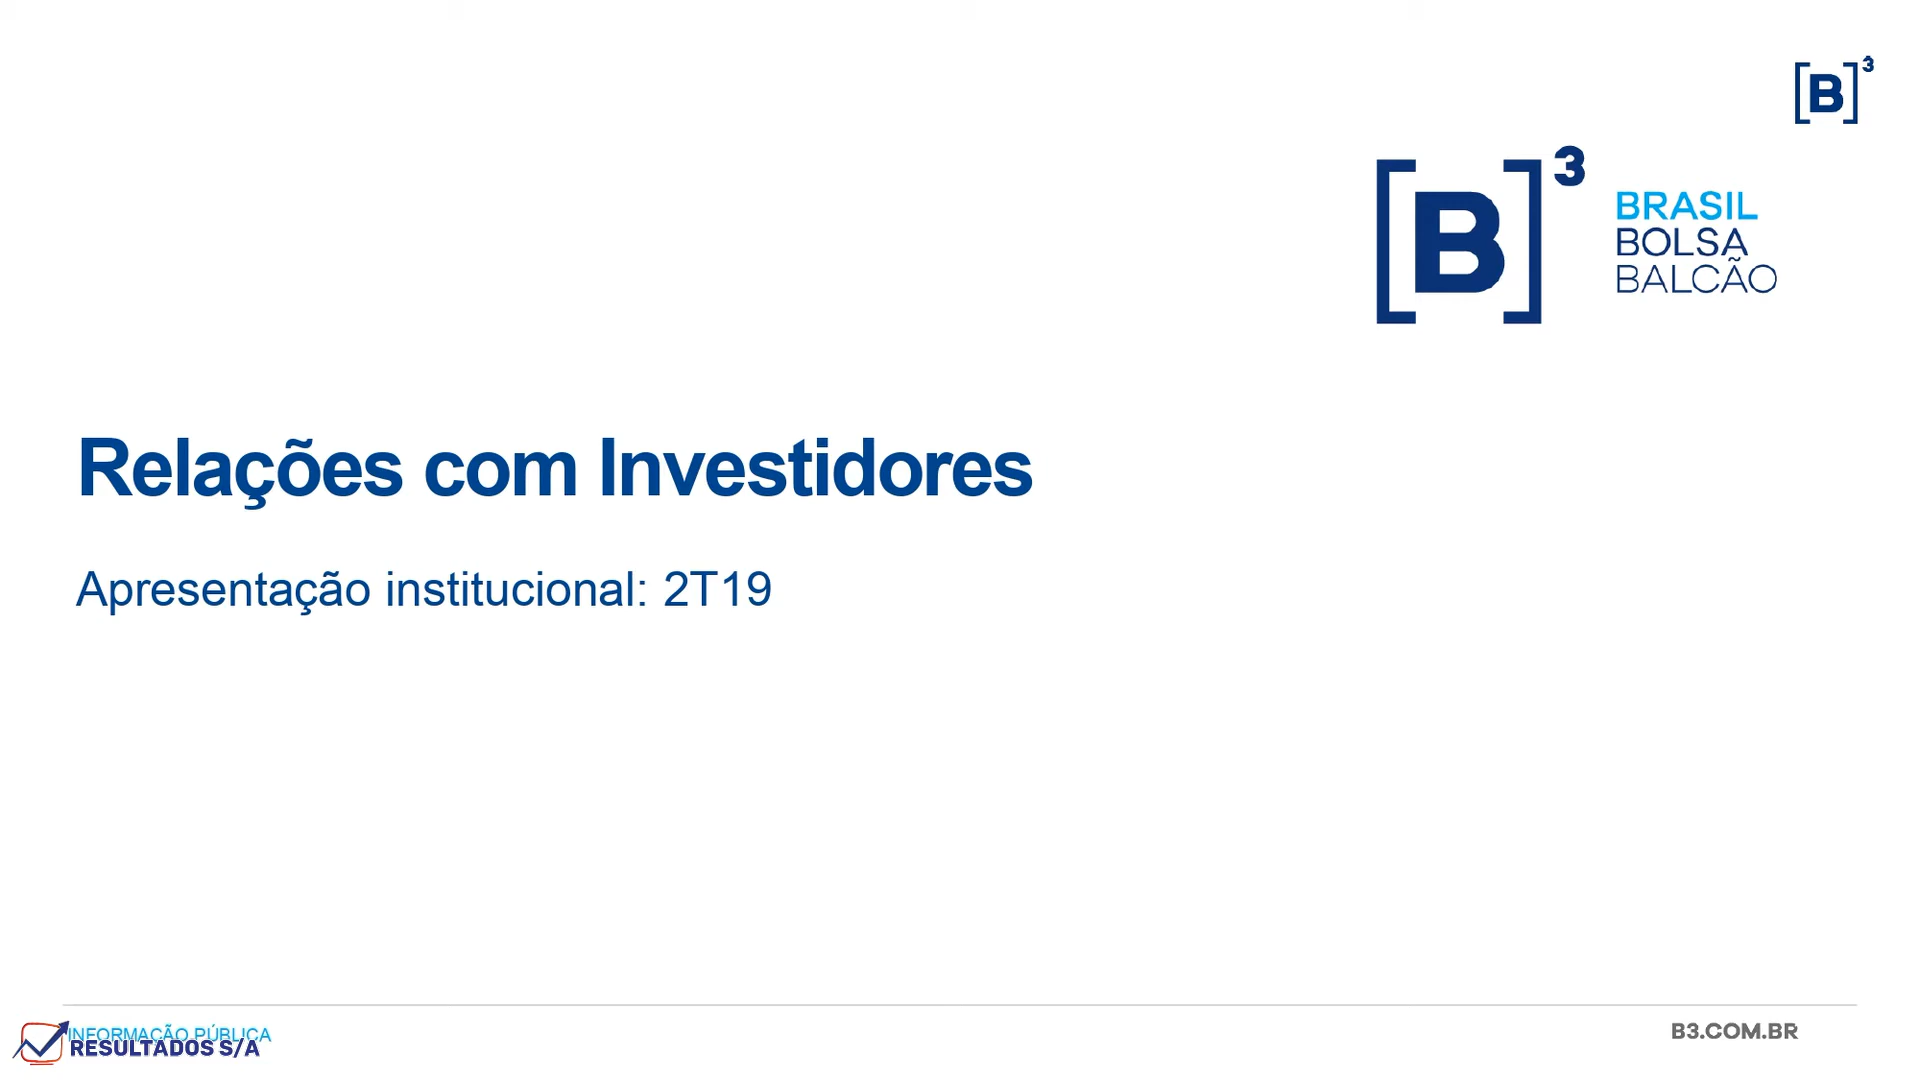 [B]³
[B]³
BRASIL
BOLSA
BALCÃO
Relações com Investidores
Apresentação institucional: 2T19
INFORMAÇÃO PÚBLICA
RESULTADOS S/A
B3.COM.BR